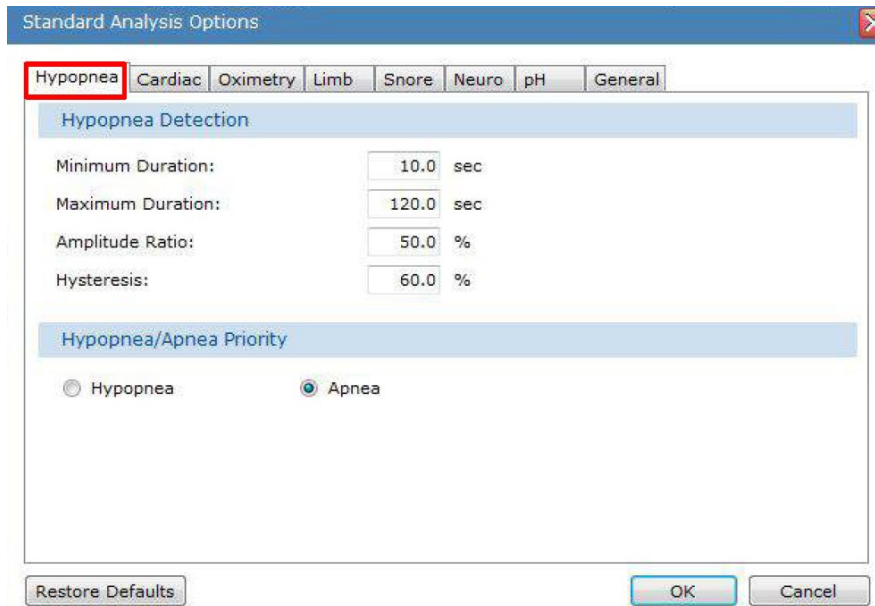 Standard Analysis Options
Hypopnea Cardiac Oximetry Limb Snore Neuro pH General
Hypopnea Detection
Minimum Duration: 10.0 sec
Maximum Duration: 120.0 sec
Amplitude Ratio: 50.0 %
Hysteresis: 60.0 %
Hypopnea/Apnea Priority
Hypopnea Apnea
Restore Defaults OK Cancel